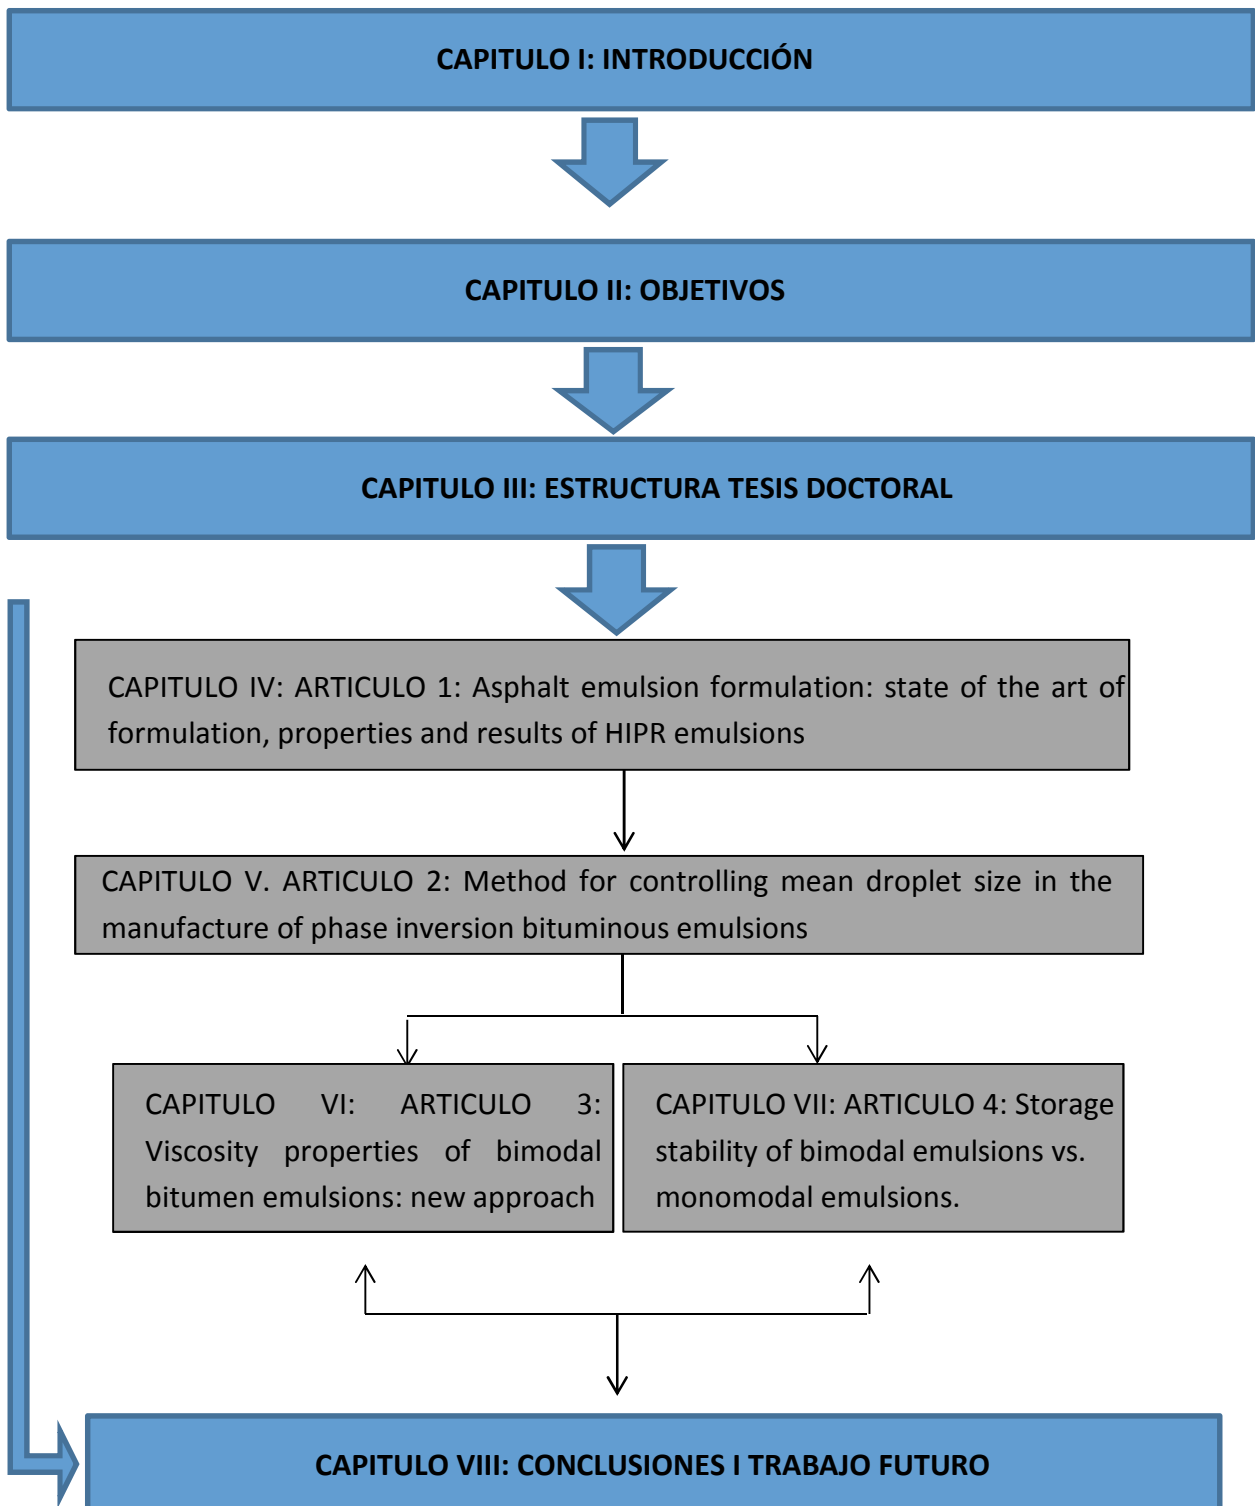 CAPITULO I: INTRODUCCIÓN
CAPITULO II: OBJETIVOS
CAPITULO III: ESTRUCTURA TESIS DOCTORAL
CAPITULO IV: ARTICULO 1: Asphalt emulsion formulation: state of the art of
formulation, properties and results of HIPR emulsions
CAPITULO V. ARTICULO 2: Method for controlling mean droplet size in the
manufacture of phase inversion bituminous emulsions
CAPITULO VI: ARTICULO 3:
Viscosity properties of bimodal
bitumen emulsions: new approach
CAPITULO VII: ARTICULO 4: Storage
stability of bimodal emulsions vs.
monomodal emulsions.
CAPITULO VIII: CONCLUSIONES I TRABAJO FUTURO